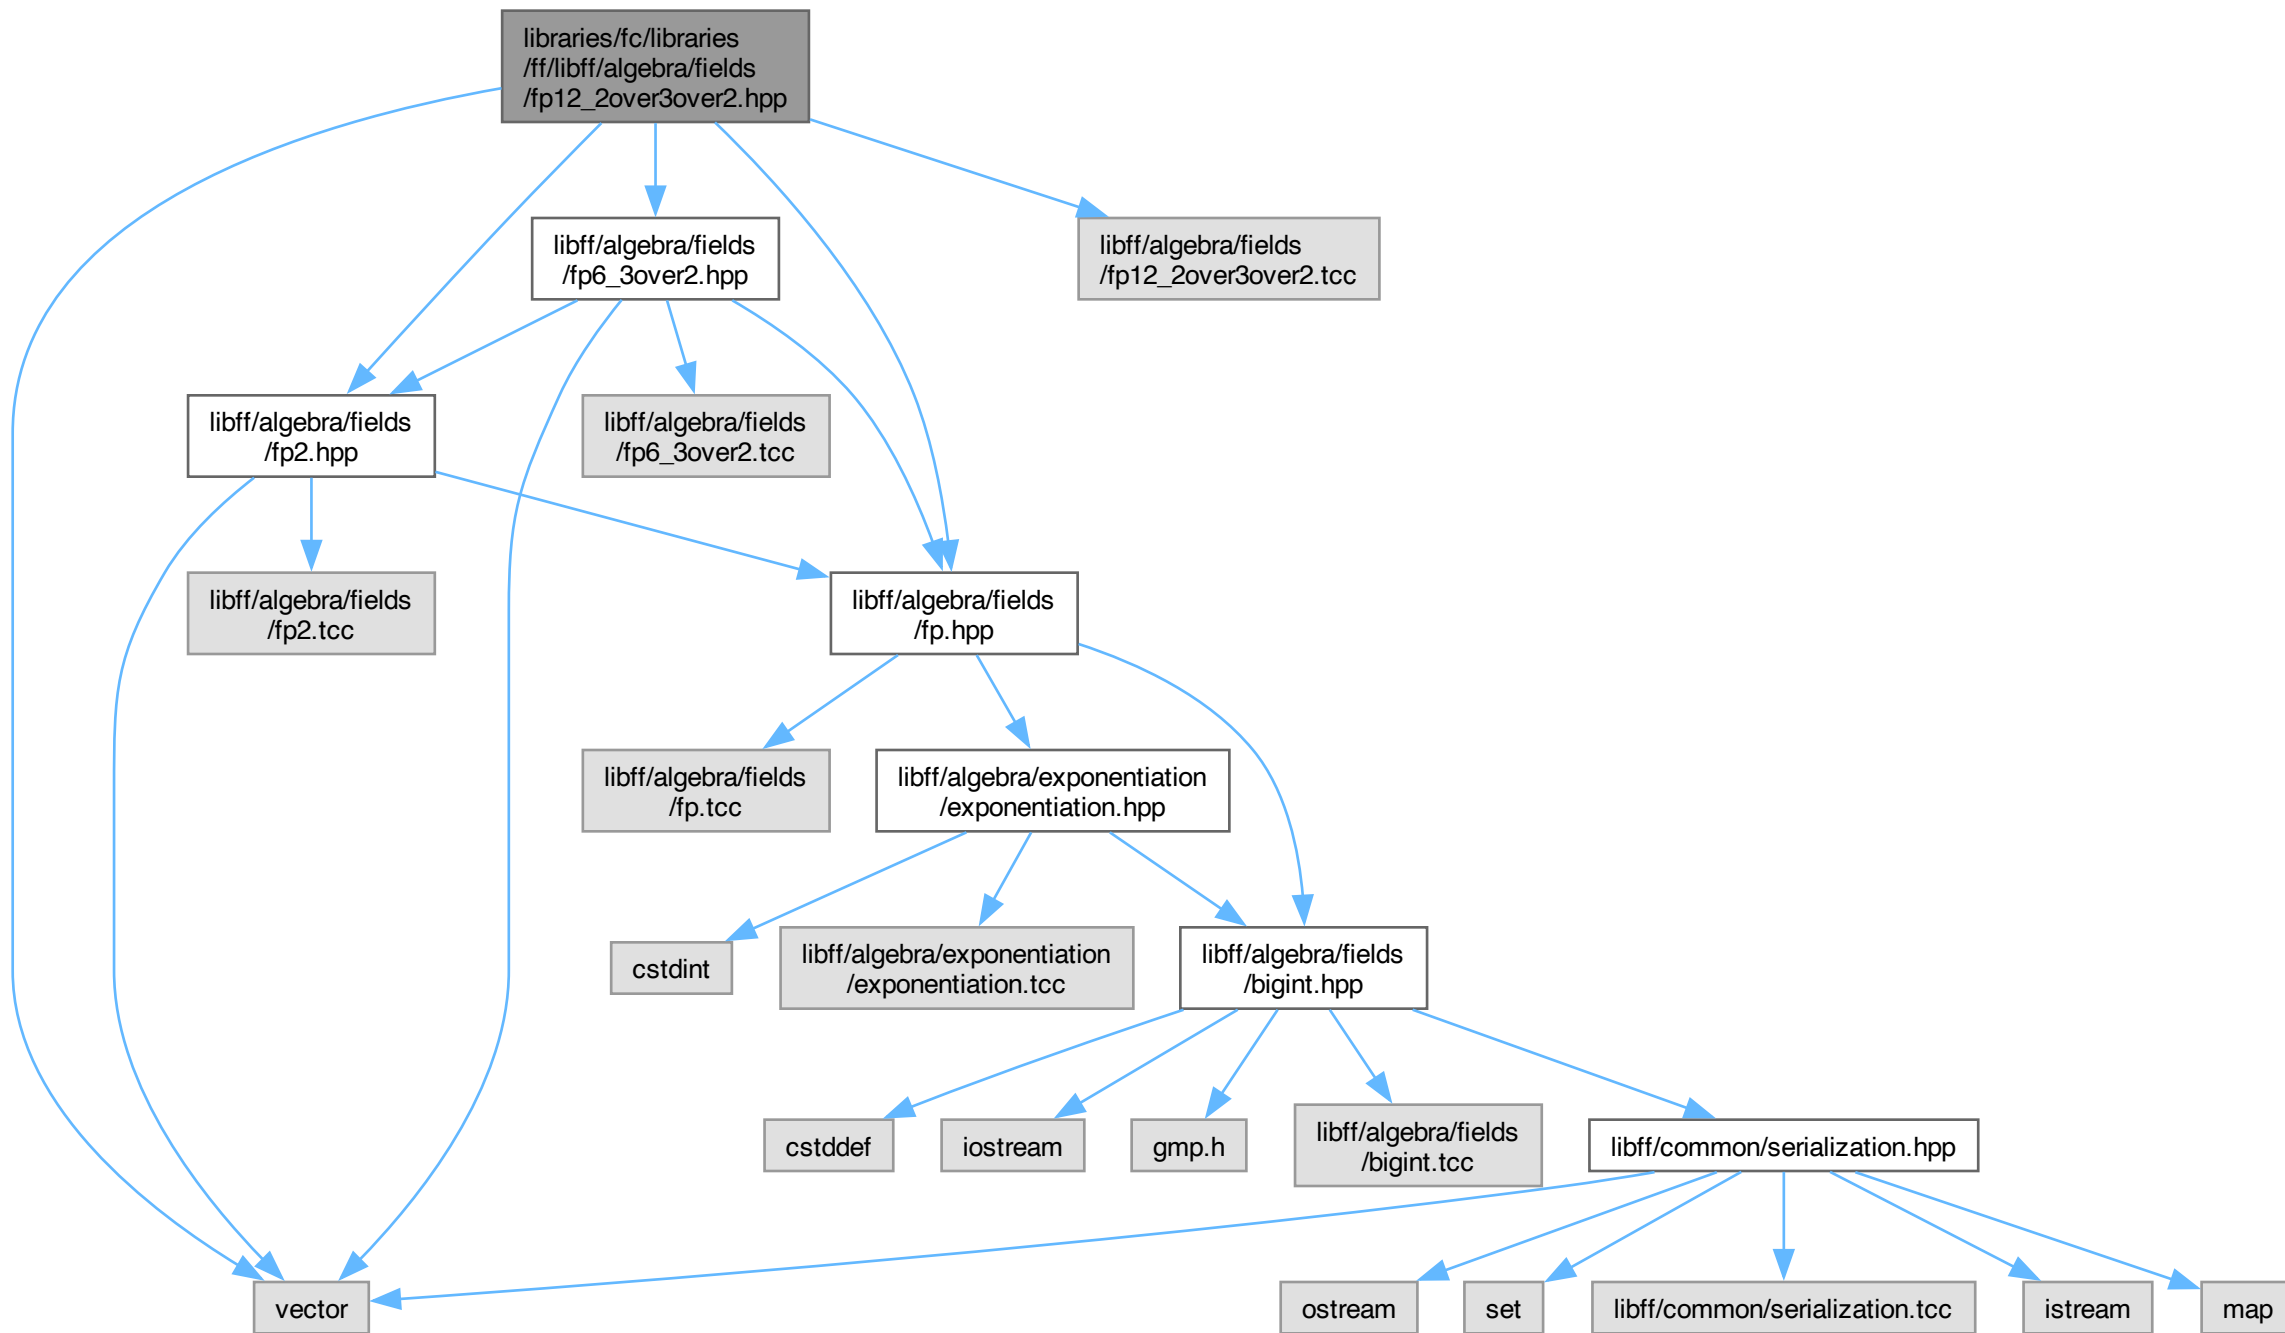 libraries/fc/libraries
/ff/libff/algebra/fields
/fp12_2over3over2.hpp
libff/algebra/fields
/fp6_3over2.hpp
libff/algebra/fields
/fp12_2over3over2.tcc
libff/algebra/fields
/fp2.hpp
libff/algebra/fields
/fp6_3over2.tcc
libff/algebra/fields
/fp2.tcc
libff/algebra/fields
/fp.hpp
libff/algebra/fields
/fp.tcc
libff/algebra/exponentiation
/exponentiation.hpp
cstdint
libff/algebra/exponentiation
/exponentiation.tcc
libff/algebra/fields
/bigint.hpp
cstddef
iostream
gmp.h
libff/algebra/fields
/bigint.tcc
libff/common/serialization.hpp
vector
ostream
set
libff/common/serialization.tcc
istream
map